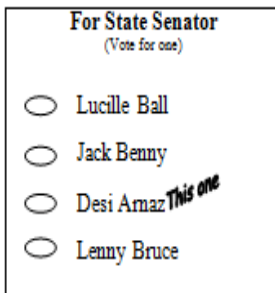 For State Senator
(Vote for one)
Lucille Ball
Jack Benny
Desi Arnaz This one
Lenny Bruce